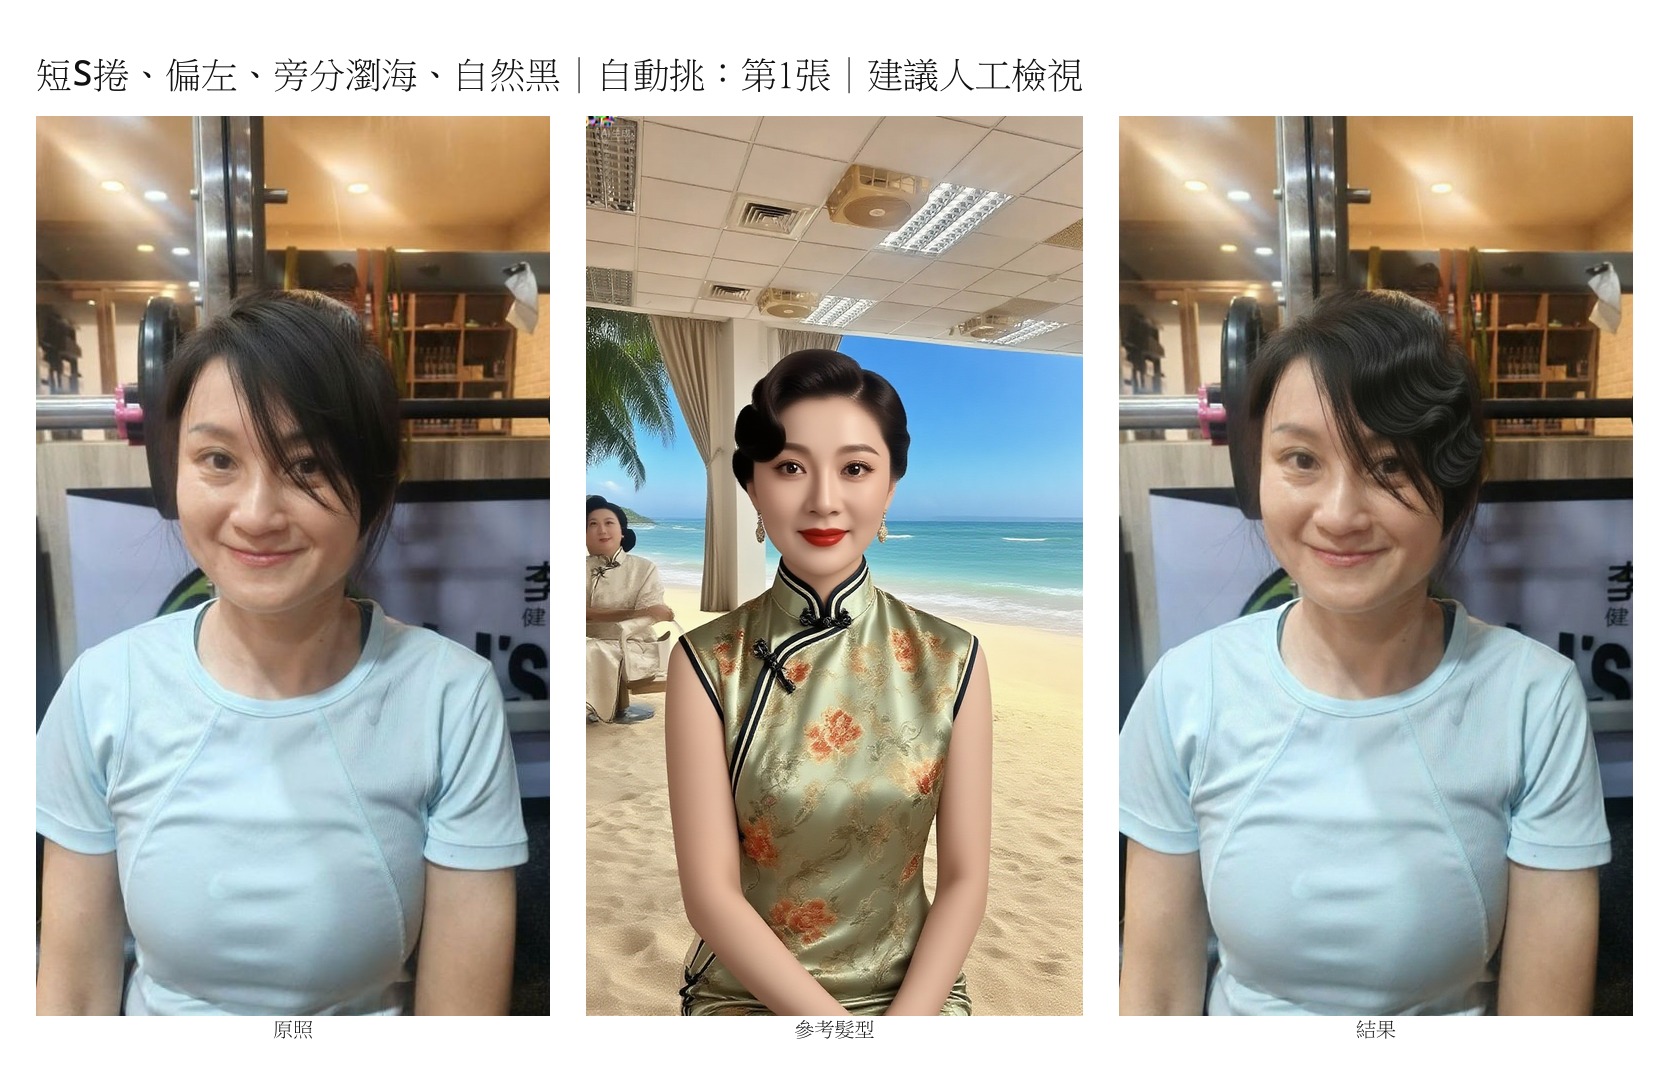 短S捲、偏左、旁分瀏海、自然黑｜自動挑：第1張｜建議人工檢視
李
健
'S
李
健
'S
原照
參考髮型
結果